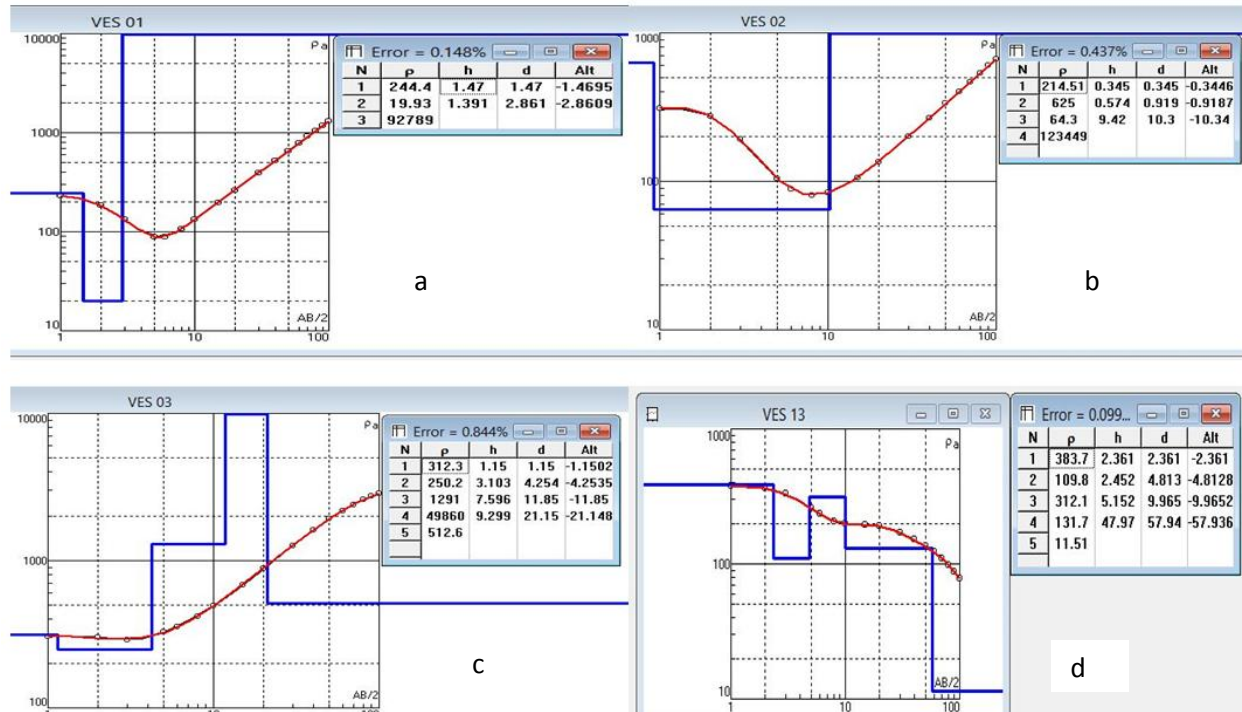 VES 01
10000
1000
100
10
1
10
100
ρa
AB/2
Error = 0.148%
N ρ h d Alt
1 244.4 1.47 1.47 -1.4695
2 19.93 1.391 2.861 -2.8609
3 92789
a
VES 02
1000
100
10
1
10
100
ρa
AB/2
Error = 0.437%
N ρ h d Alt
1 214.51 0.345 0.345 -0.3446
2 625 0.574 0.919 -0.9187
3 64.3 9.42 10.3 -10.34
4 123449
b
VES 03
10000
1000
100
1
10
100
ρa
AB/2
Error = 0.844%
N ρ h d Alt
1 312.3 1.15 1.15 -1.1502
2 250.2 3.103 4.254 -4.2535
3 1291 7.596 11.85 -11.85
4 49860 9.299 21.15 -21.148
5 512.6
c
VES 13
1000
100
10
1
10
100
ρa
AB/2
Error = 0.099...
N ρ h d Alt
1 383.7 2.361 2.361 -2.361
2 109.8 2.452 4.813 -4.8128
3 312.1 5.152 9.965 -9.9652
4 131.7 47.97 57.94 -57.936
5 11.51
d